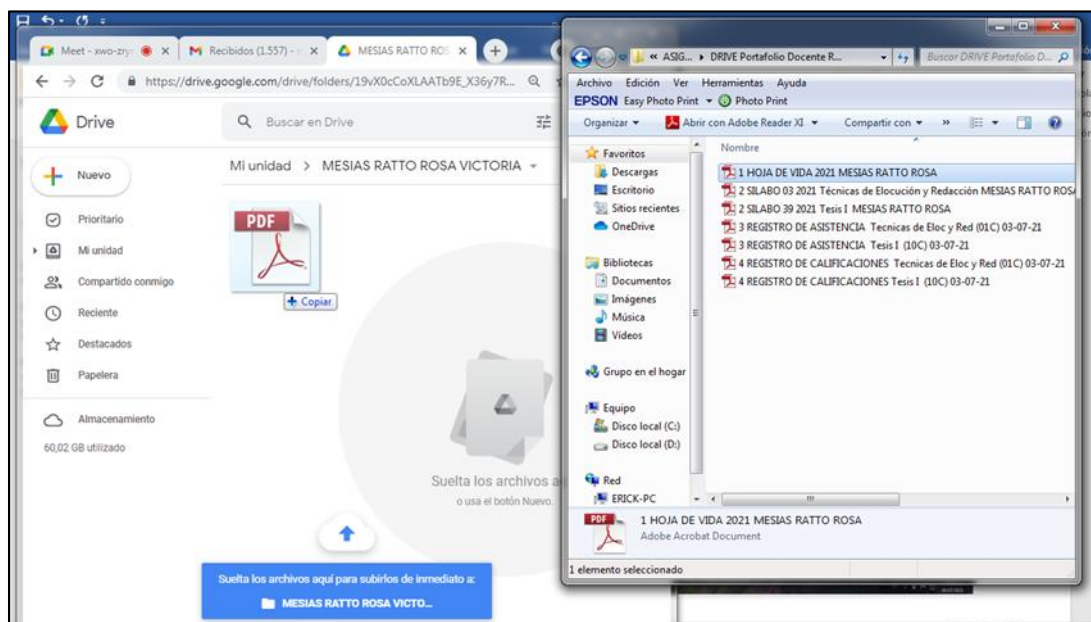 Meet - xwo-zry
Recibidos (1.557) -
MESIAS RATTO ROS
https://drive.google.com/drive/folders/19vX0cCoXLAATb9E_X36y7R...
Drive
Buscar en Drive
Nuevo
Mi unidad > MESIAS RATTO ROSA VICTORIA
Prioritario
Mi unidad
Compartido conmigo
Reciente
Destacados
Papelera
Almacenamiento
60,02 GB utilizado
PDF
Copiar
Suelta los archivos a
o usa el botón Nuevo.
Suelta los archivos aquí para subirlos de inmediato a:
MESIAS RATTO ROSA VICTO...
« ASIG... ▸ DRIVE Portafolio Docente R...
Buscar DRIVE Portafolio D...
Archivo Edición Ver Herramientas Ayuda
EPSON Easy Photo Print Photo Print
Organizar Abrir con Adobe Reader XI Compartir con »
Favoritos
Descargas
Escritorio
Sitios recientes
OneDrive
Bibliotecas
Documentos
Imágenes
Música
Vídeos
Grupo en el hogar
Equipo
Disco local (C:)
Disco local (D:)
Red
ERICK-PC
Nombre
1 HOJA DE VIDA 2021 MESIAS RATTO ROSA
2 SILABO 03 2021 Técnicas de Elocución y Redacción MESIAS RATTO ROSA
2 SILABO 39 2021 Tesis I MESIAS RATTO ROSA
3 REGISTRO DE ASISTENCIA Tecnicas de Eloc y Red (01C) 03-07-21
3 REGISTRO DE ASISTENCIA Tesis I (10C) 03-07-21
4 REGISTRO DE CALIFICACIONES Tecnicas de Eloc y Red (01C) 03-07-21
4 REGISTRO DE CALIFICACIONES Tesis I (10C) 03-07-21
PDF
1 HOJA DE VIDA 2021 MESIAS RATTO ROSA
Adobe Acrobat Document
1 elemento seleccionado